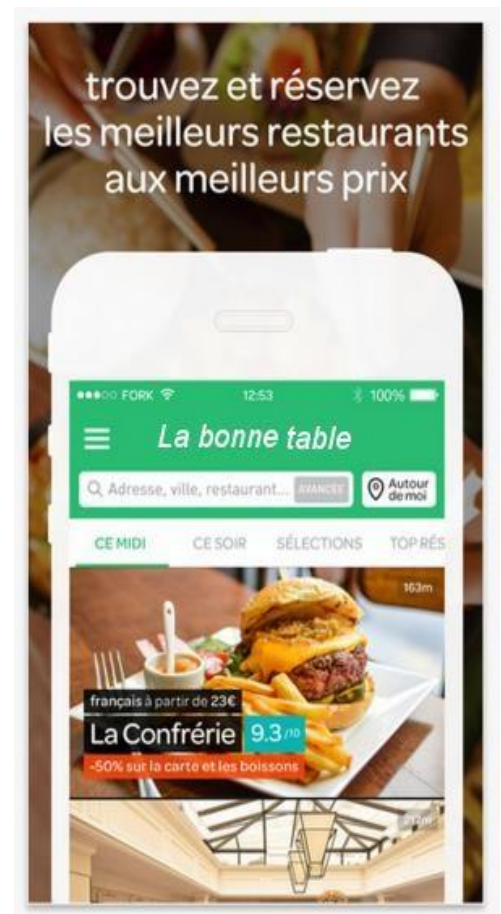 trouvez et réservez
les meilleurs restaurants
aux meilleurs prix
FORK 12:53 100%
La bonne table
Adresse, ville, restaurant... AVANCÉE Autour
de moi
CE MIDI CE SOIR SÉLECTIONS TOP RÉS
163m
français à partir de 23€
La Confrérie 9.3/10
-50% sur la carte et les boissons